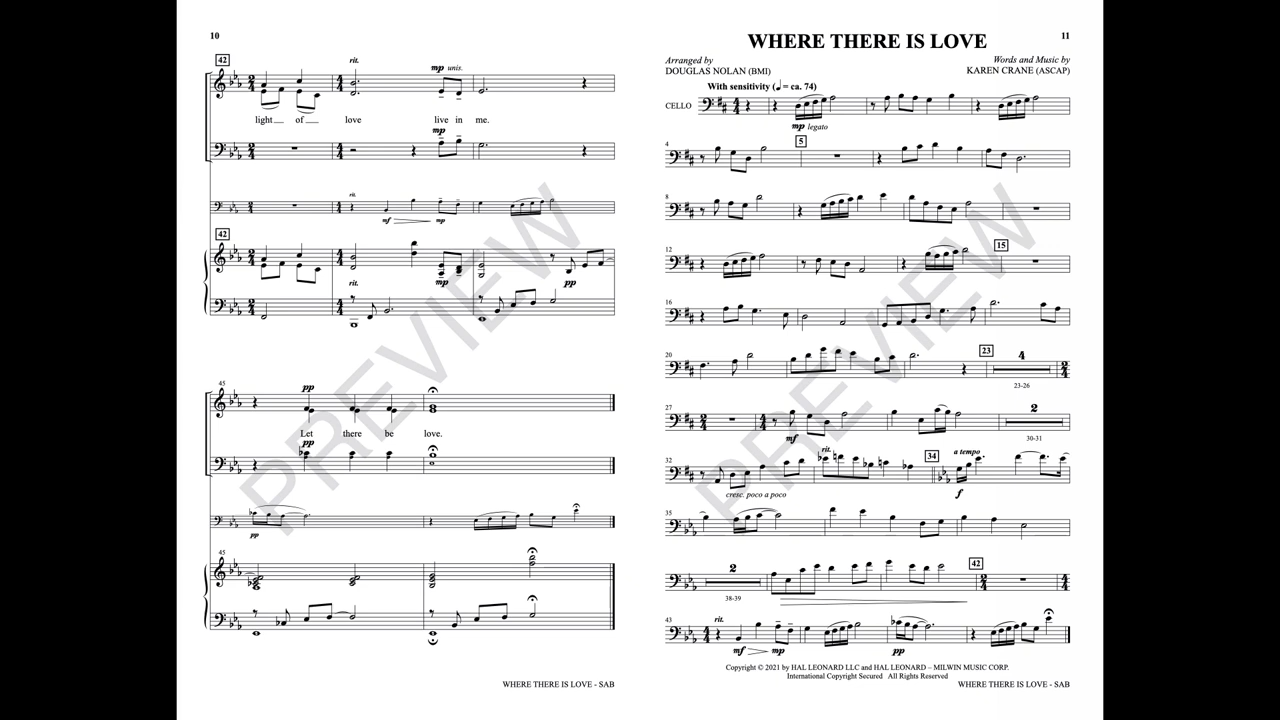 10
42
rit.
mp unis.
light of love live in me.
mp
rit.
mf mp
42
rit.
mp pp
45
pp
Let there be love.
pp
pp
45
WHERE THERE IS LOVE - SAB
PREVIEW
11
WHERE THERE IS LOVE
Arranged by
DOUGLAS NOLAN (BMI)
Words and Music by
KAREN CRANE (ASCAP)
With sensitivity (♩ = ca. 74)
CELLO
mp legato
4 5
8
12 15
16
20 23 4
23-26
27 2
mf 30-31
32 rit. 34 a tempo
cresc. poco a poco f
35
2 42
38-39
43 rit.
mf mp pp
Copyright © 2021 by HAL LEONARD LLC and HAL LEONARD – MILWIN MUSIC CORP.
International Copyright Secured All Rights Reserved
WHERE THERE IS LOVE - SAB
PREVIEW